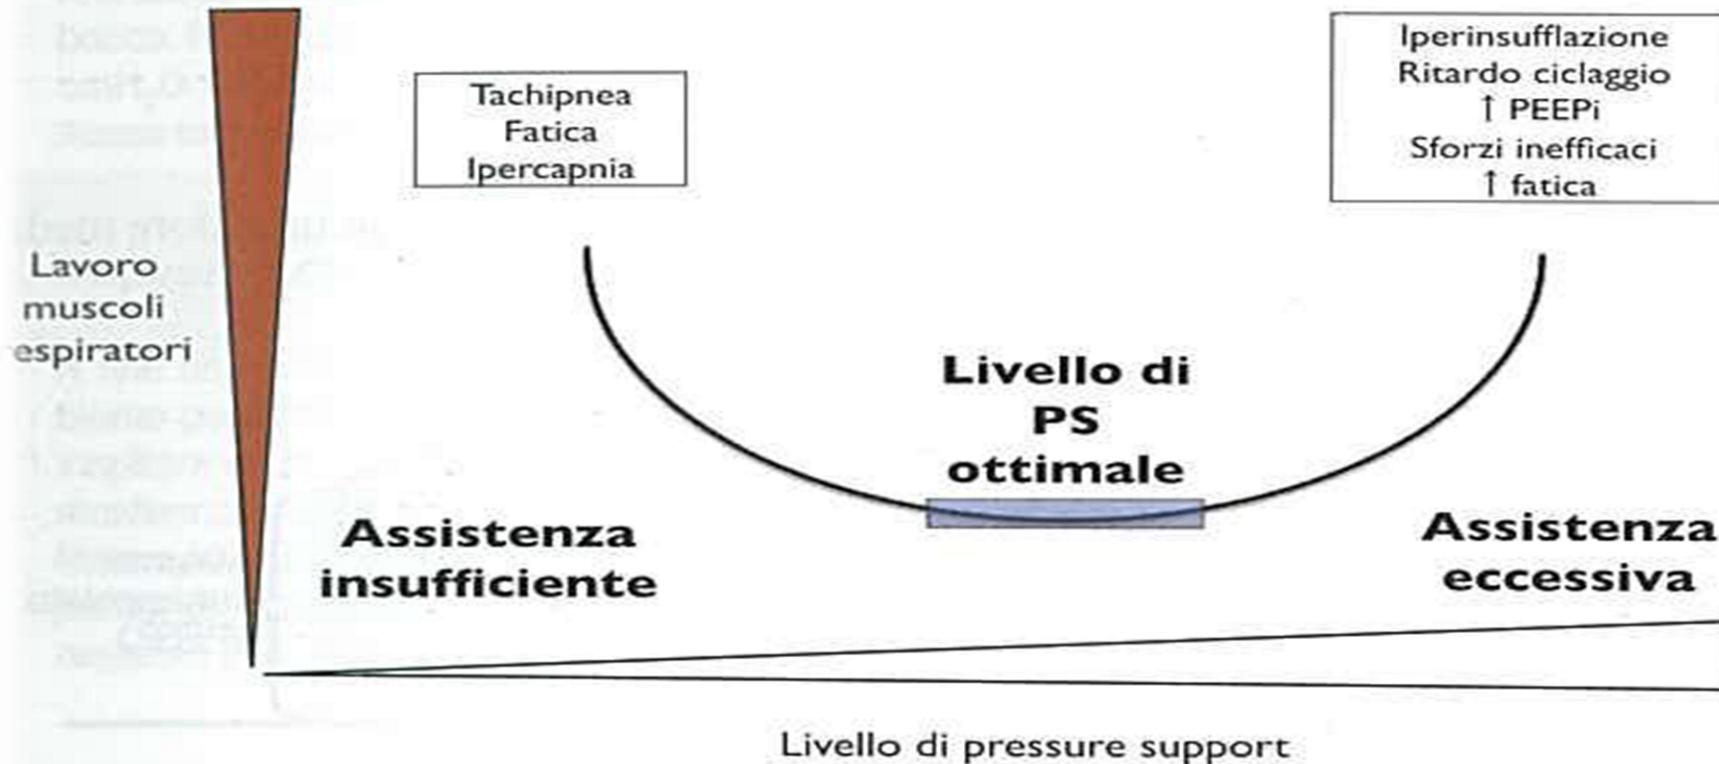 Tachipnea
Fatica
Ipercapnia
Iperinsufflazione
Ritardo ciclaggio
↑ PEEPi
Sforzi inefficaci
↑ fatica
Lavoro
muscoli
espiratori
Livello di
PS
ottimale
Assistenza
insufficiente
Assistenza
eccessiva
Livello di pressure support